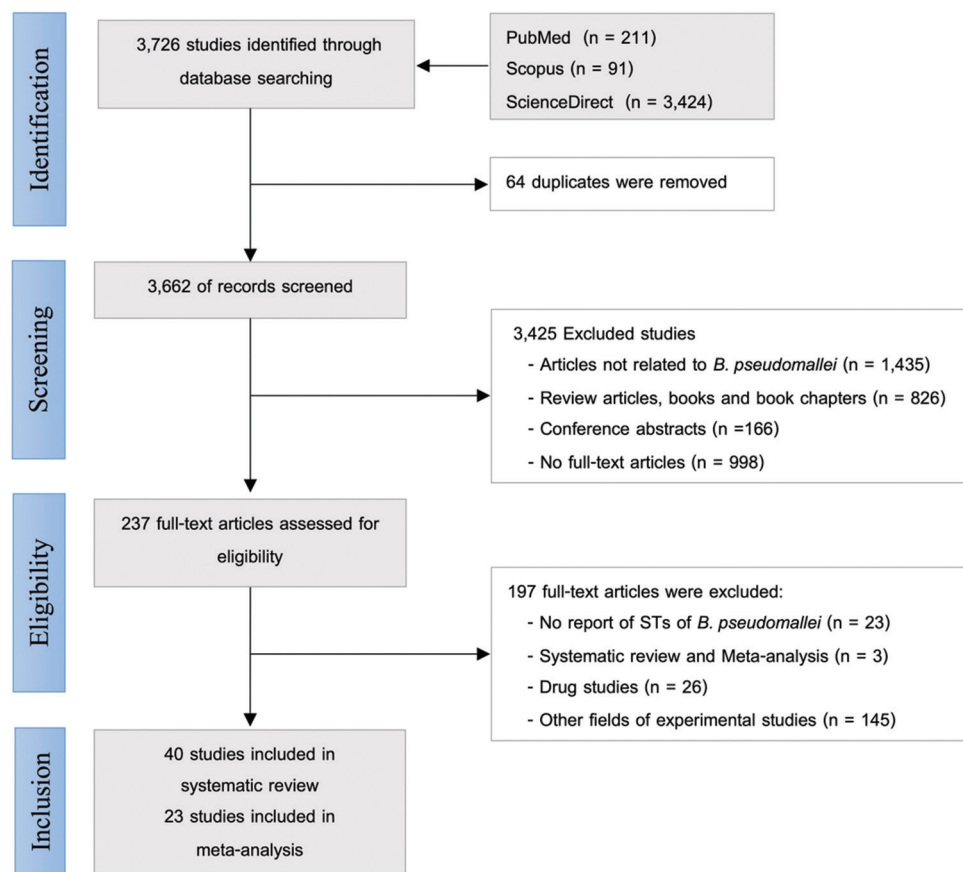 Identification
3,726 studies identified through
database searching
PubMed (n = 211)
Scopus (n = 91)
ScienceDirect (n = 3,424)
64 duplicates were removed
Screening
3,662 of records screened
3,425 Excluded studies
- Articles not related to B. pseudomallei (n = 1,435)
- Review articles, books and book chapters (n = 826)
- Conference abstracts (n =166)
- No full-text articles (n = 998)
Eligibility
237 full-text articles assessed for
eligibility
197 full-text articles were excluded:
- No report of STs of B. pseudomallei (n = 23)
- Systematic review and Meta-analysis (n = 3)
- Drug studies (n = 26)
- Other fields of experimental studies (n = 145)
Inclusion
40 studies included in
systematic review
23 studies included in
meta-analysis